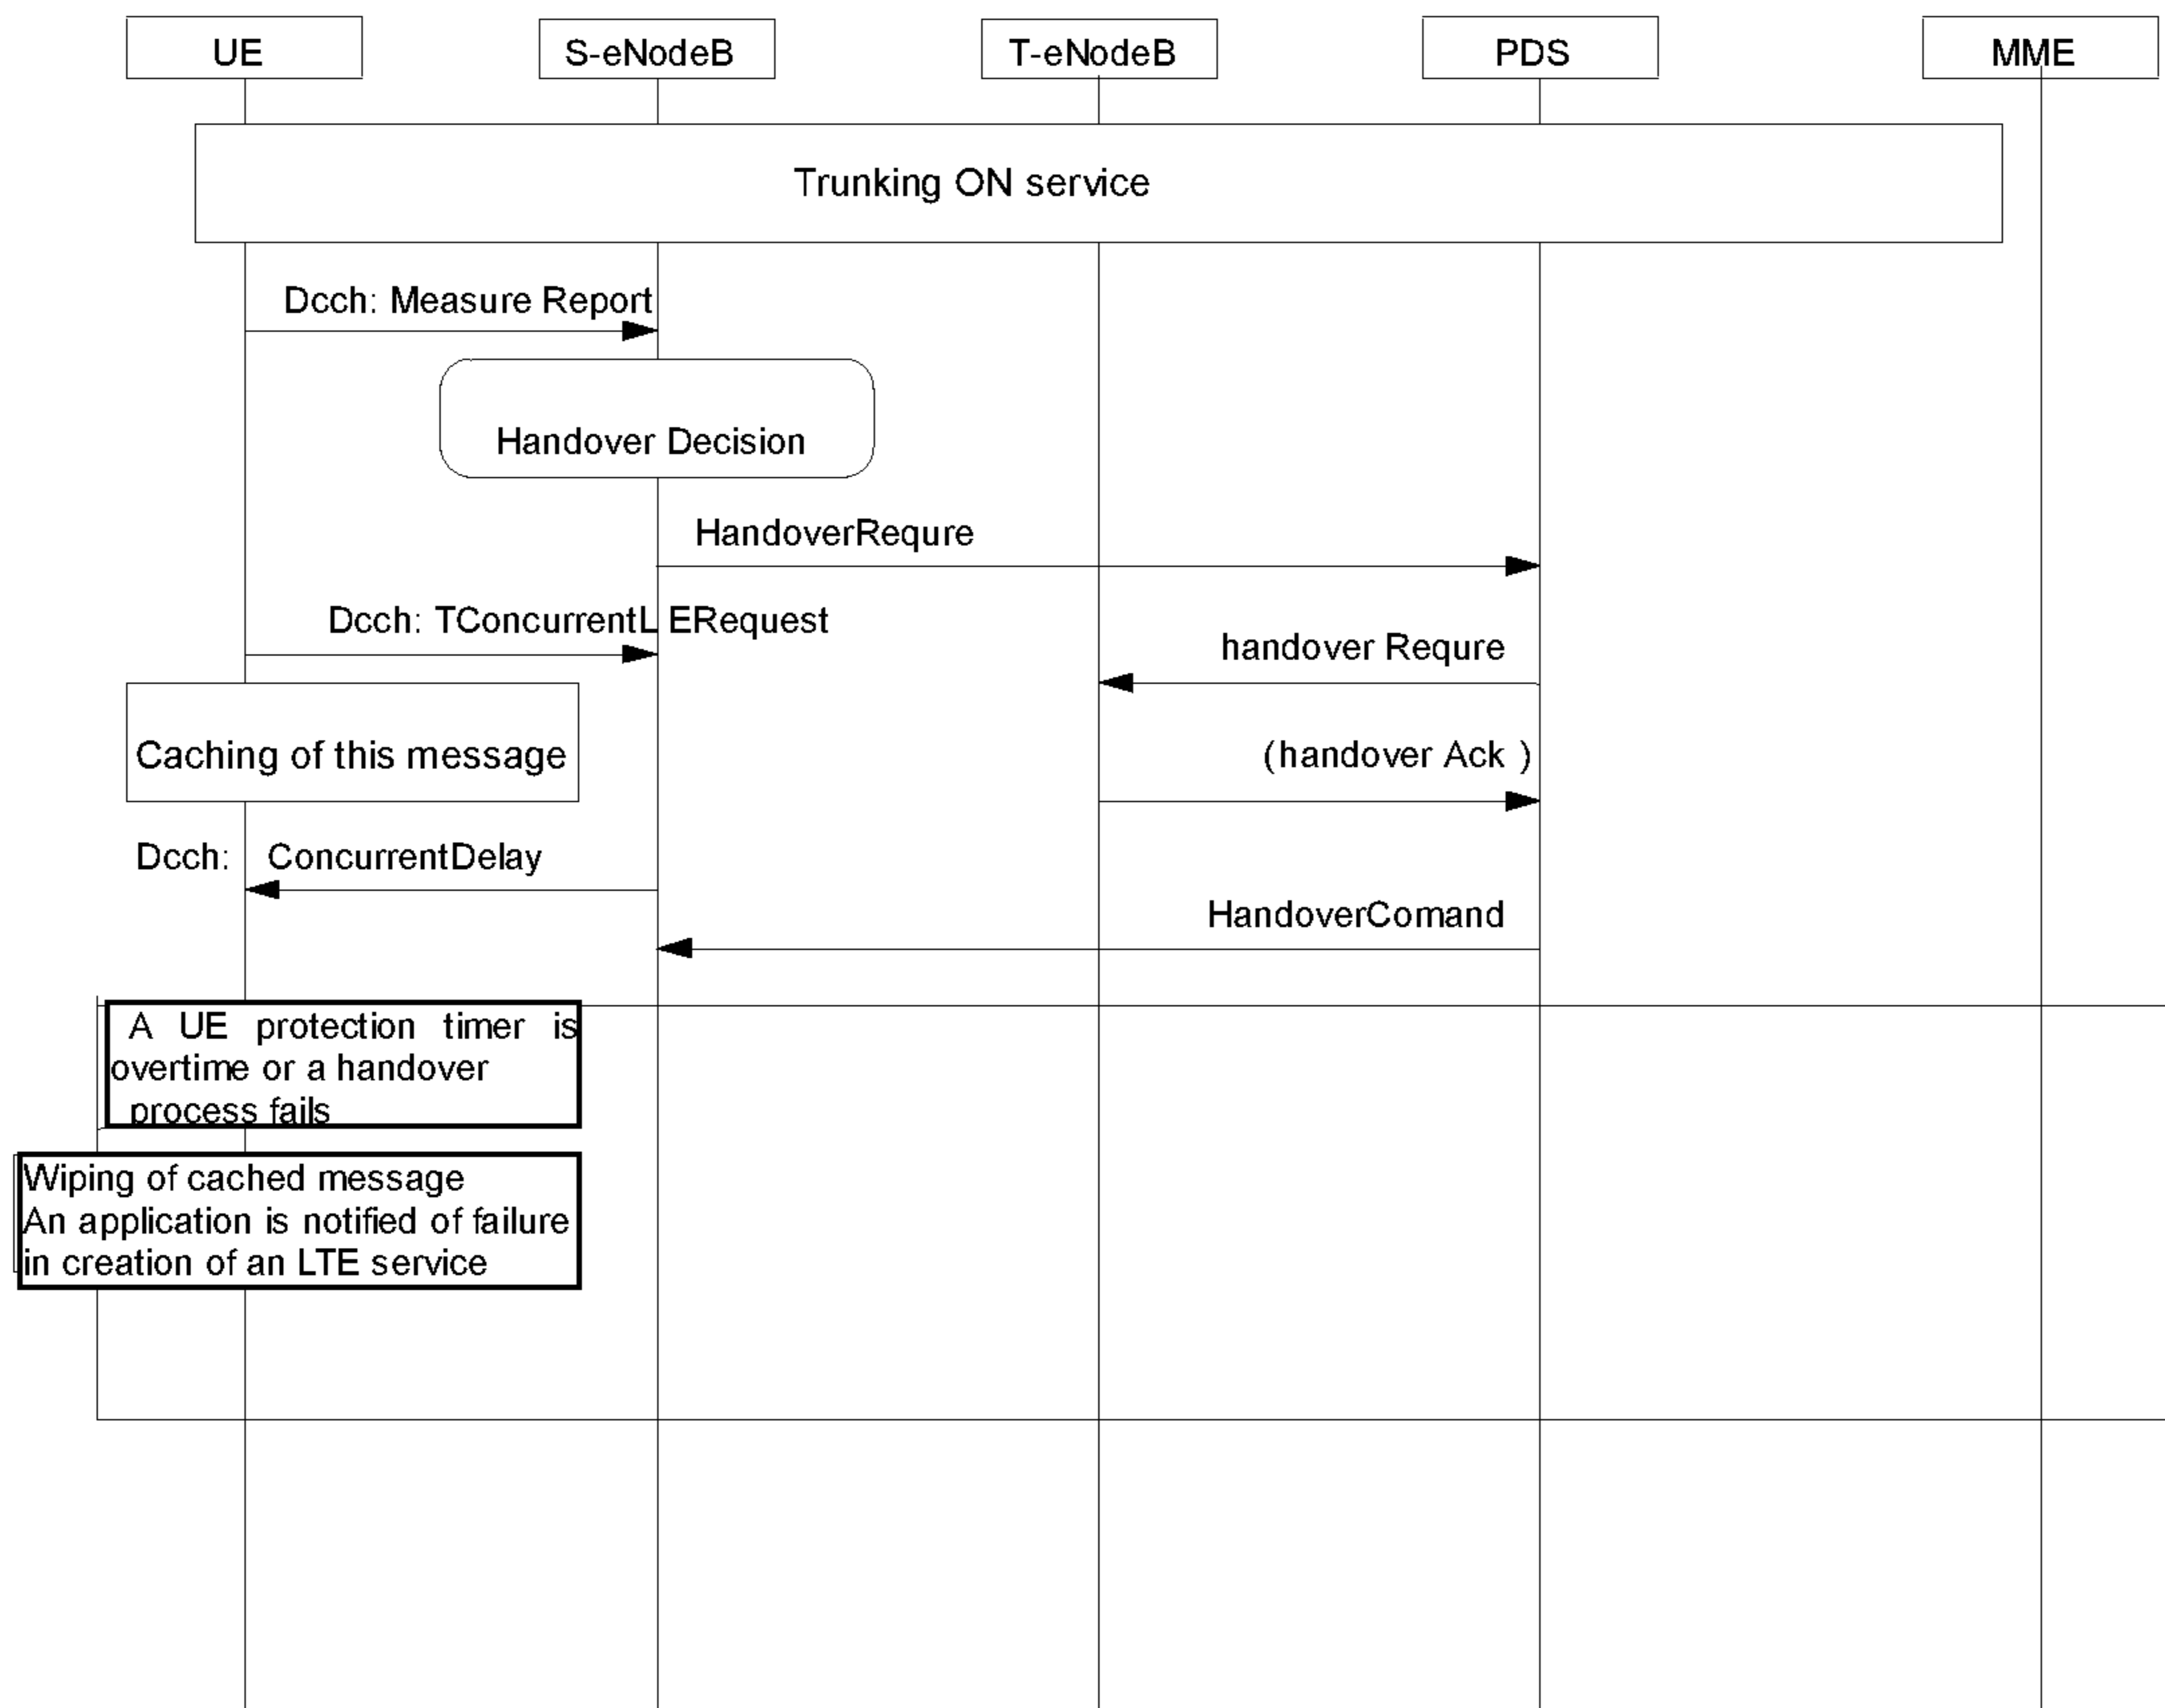 UE
S-eNodeB
T-eNodeB
PDS
MME
Trunking ON service
Dcch: Measure Report
Handover Decision
HandoverRequre
Dcch: TConcurrentL ERequest
handover Requre
Caching of this message
(handover Ack )
Dcch: ConcurrentDelay
HandoverComand
A UE protection timer is
overtime or a handover
process fails
Wiping of cached message
An application is notified of failure
in creation of an LTE service